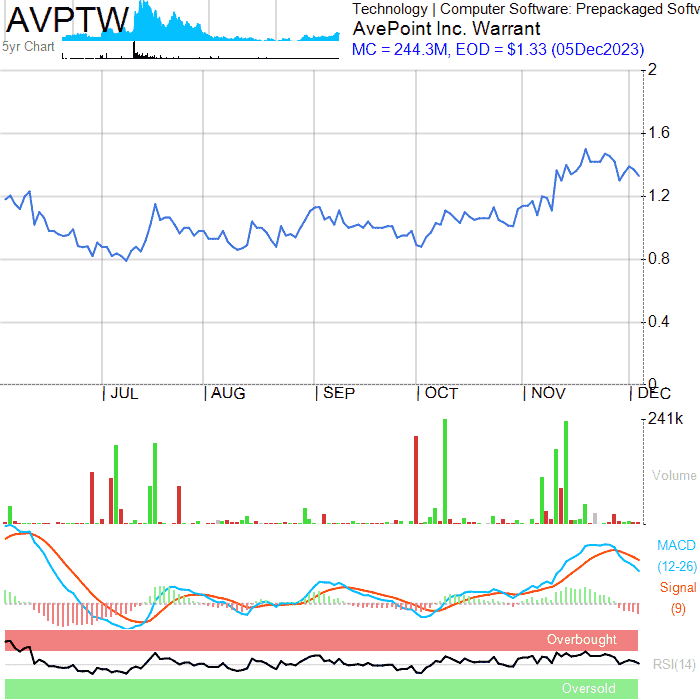 AVPTW
5yr Chart
Technology | Computer Software: Prepackaged Softw
AvePoint Inc. Warrant
MC = 244.3M, EOD = $1.33 (05Dec2023)
2
1.6
1.2
0.8
0.4
0
| JUL | AUG | SEP | OCT | NOV | DEC
241k
Volume
MACD
(12-26)
Signal
(9)
Overbought
RSI(14)
Oversold